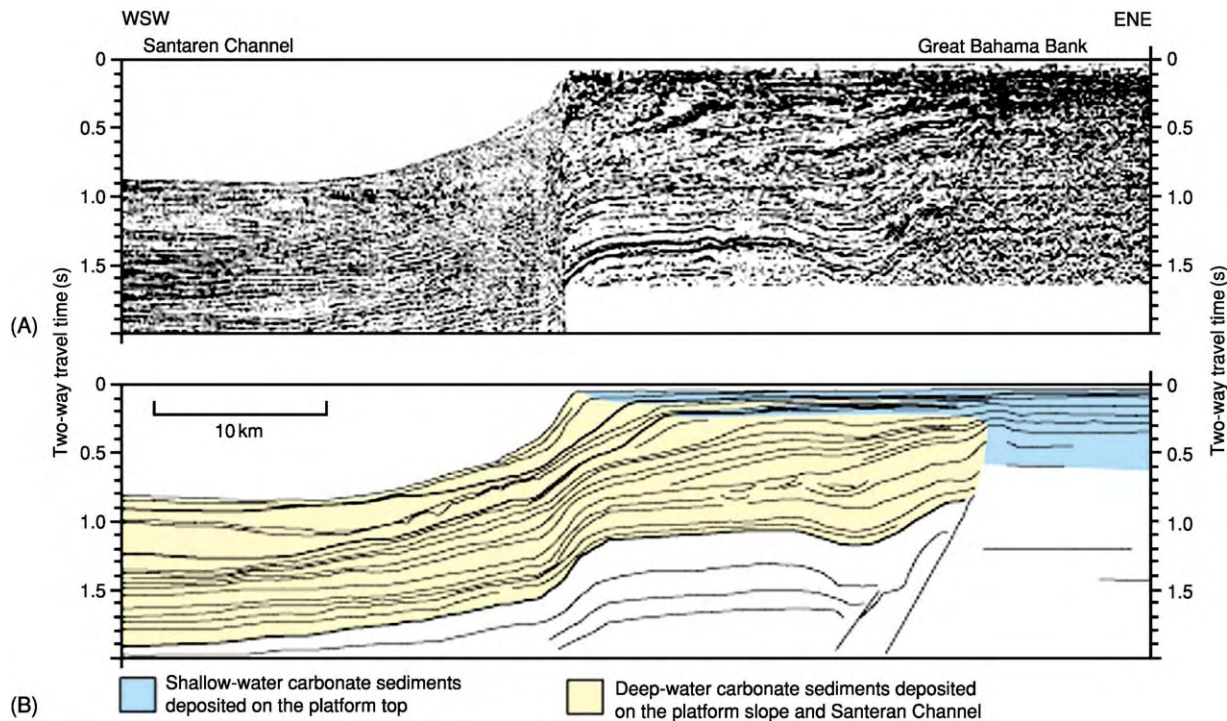 WSW
ENE
Santaren Channel
Great Bahama Bank
0
0.5
1.0
1.5
0
0.5
1.0
1.5
(A)
Two-way travel time (s)
Two-way travel time (s)
0
0.5
1.0
1.5
0
0.5
1.0
1.5
10 km
(B)
Shallow-water carbonate sediments
deposited on the platform top
Deep-water carbonate sediments deposited
on the platform slope and Santeran Channel